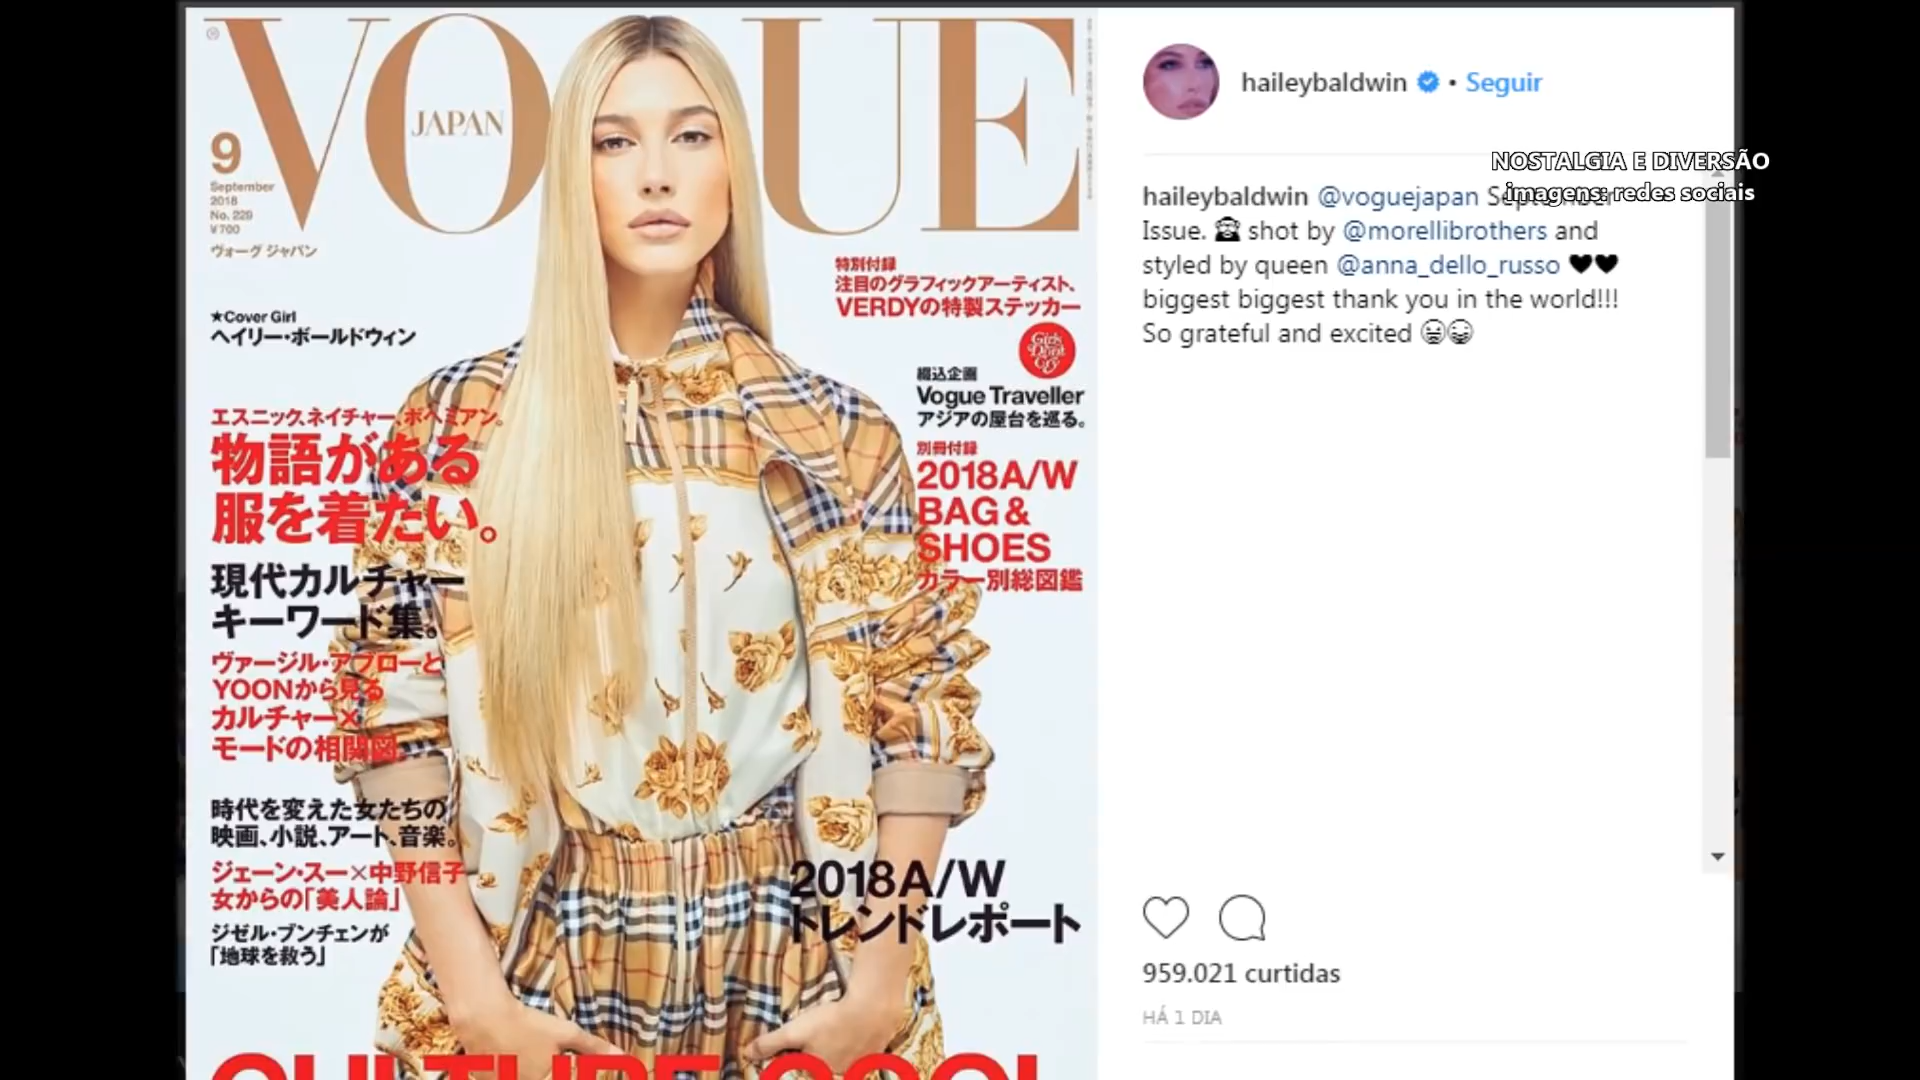 VOGUE
JAPAN
9
September
2018
No. 229
¥700
ヴォーグ ジャパン
★Cover Girl
ヘイリー・ボールドウィン
エスニック、ネイチャー、ボヘミアン。
物語がある
服を着たい。
現代カルチャー
キーワード集。
ヴァージル・アブローと
YOONから見る
カルチャー×
モードの相関図。
時代を変えた女たちの
映画、小説、アート、音楽。
ジェーン・スー×中野信子
女からの「美人論」
ジゼル・ブンチェンが
「地球を救う」
特別付録
注目のグラフィックアーティスト、
VERDYの特製ステッカー
Girls
Don't
Cry
綴込企画
Vogue Traveller
アジアの屋台を巡る。
別冊付録
2018A/W
BAG &
SHOES
カラー別総図鑑
2018A/W
トレンドレポート
CULTURE COOL
haileybaldwin • Seguir
NOSTALGIA E DIVERSÃO
imagens: redes sociais
haileybaldwin @voguejapan September
Issue. shot by @morellibrothers and
styled by queen @anna_dello_russo
biggest biggest thank you in the world!!!
So grateful and excited
959.021 curtidas
HÁ 1 DIA